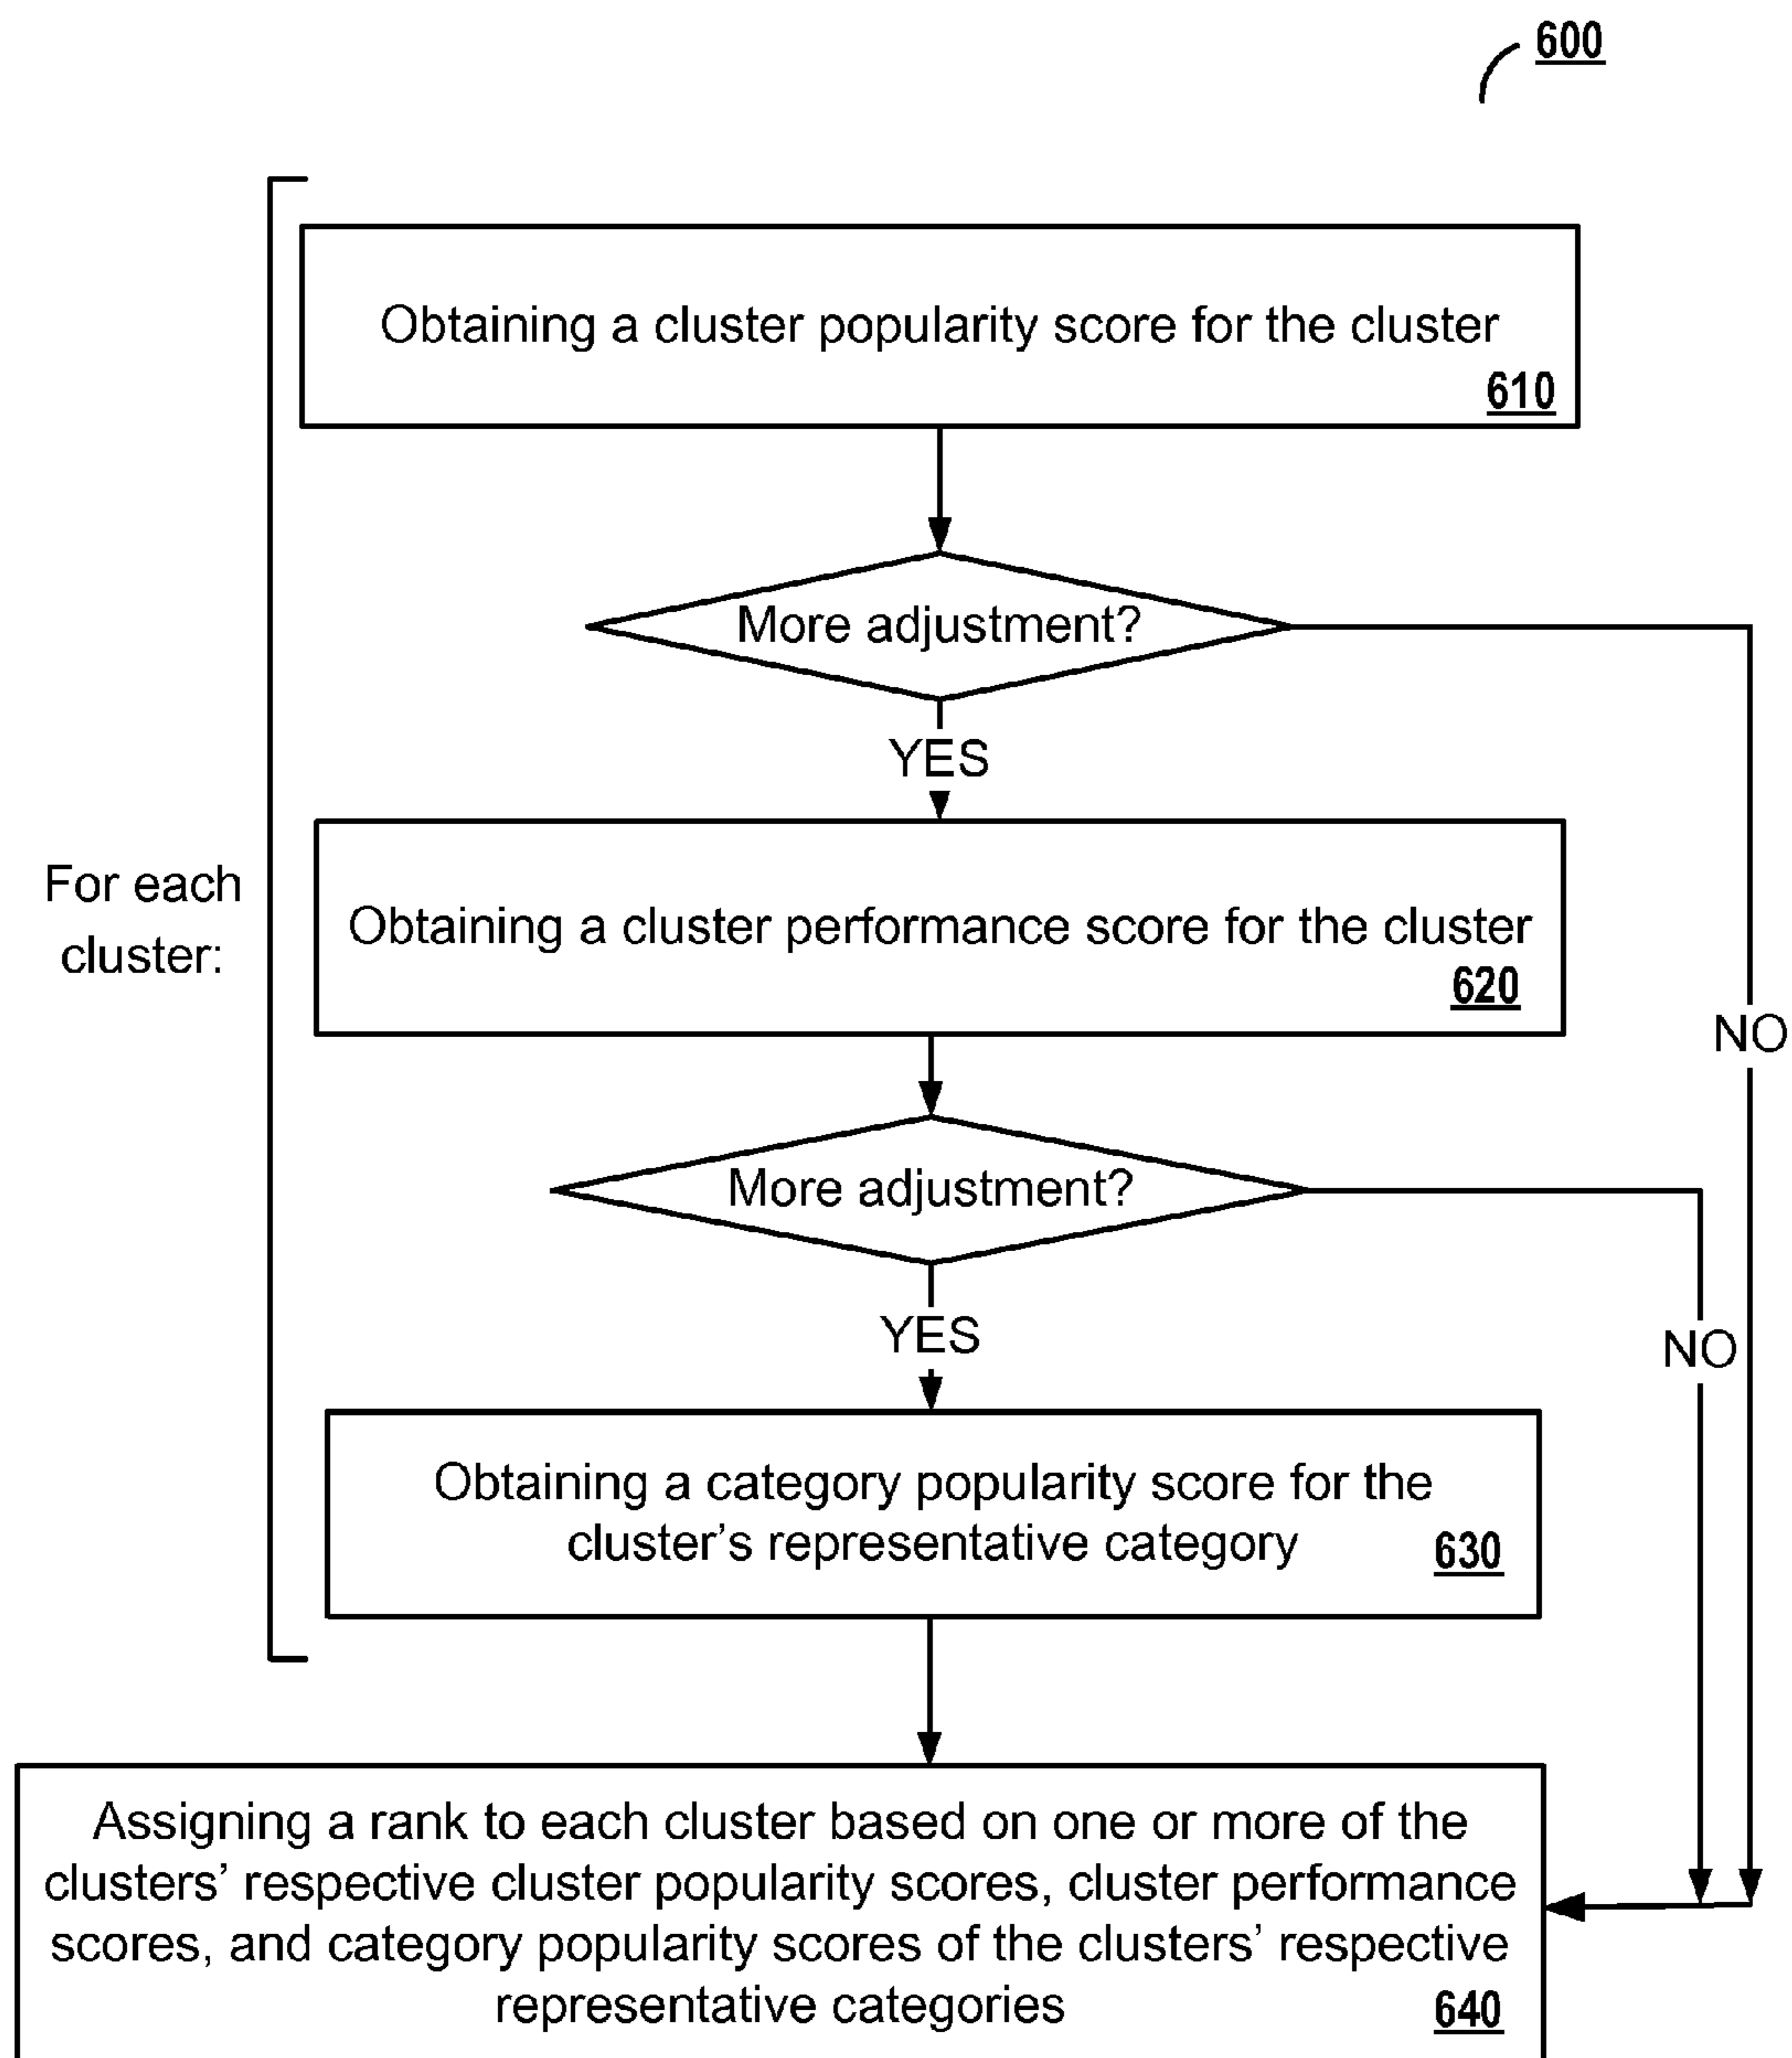 600
Obtaining a cluster popularity score for the cluster
610
More adjustment?
YES
For each
cluster:
Obtaining a cluster performance score for the cluster
620
NO
More adjustment?
YES
NO
Obtaining a category popularity score for the
cluster’s representative category
630
Assigning a rank to each cluster based on one or more of the
clusters’ respective cluster popularity scores, cluster performance
scores, and category popularity scores of the clusters’ respective
representative categories
640